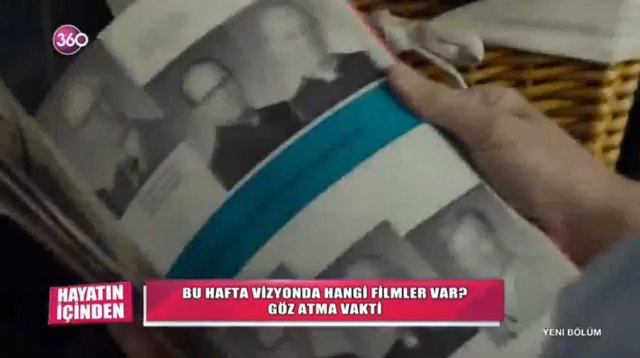 360
HAYATIN
İÇİNDEN
BU HAFTA VİZYONDA HANGİ FİLMLER VAR?
GÖZ ATMA VAKTİ
YENİ BÖLÜM